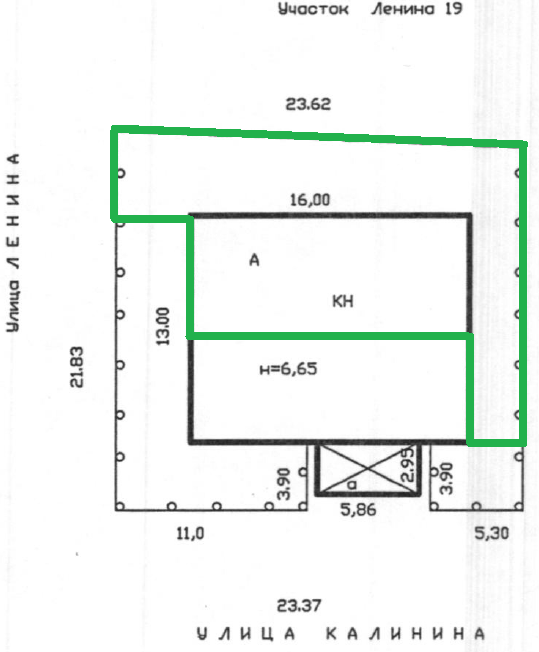 Участок Ленина 19
23.62
Улица ЛЕНИНА
16,00
А
КН
13.00
21.83
н=6,65
2.95
3.90
а
3.90
5,86
11,0
5,30
23.37
УЛИЦА КАЛИНИНА